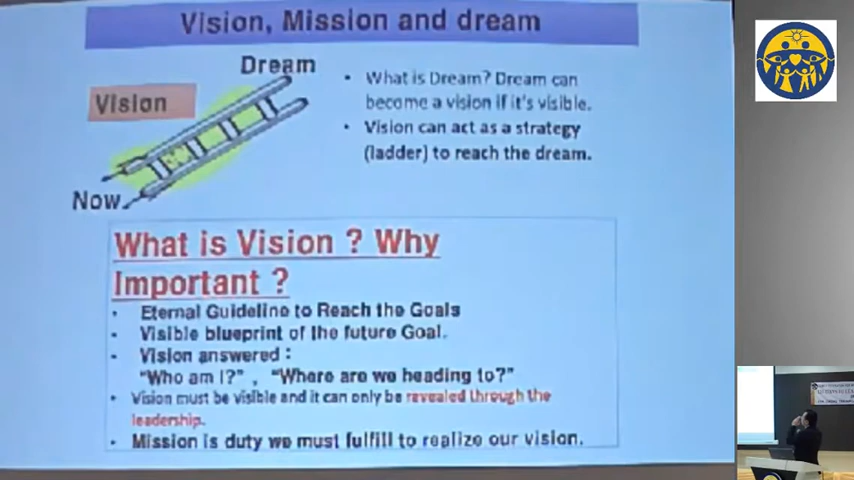 Vision, Mission and dream
Dream
Vision
Now
• What is Dream? Dream can
become a vision if it's visible.
• Vision can act as a strategy
(ladder) to reach the dream.
What is Vision ? Why
Important ?
• Eternal Guideline to Reach the Goals
• Visible blueprint of the future Goal.
• Vision answered :
"Who am I?" , "Where are we heading to?"
• Vision must be visible and it can only be revealed through the
leadership.
• Mission is duty we must fulfill to realize our vision.